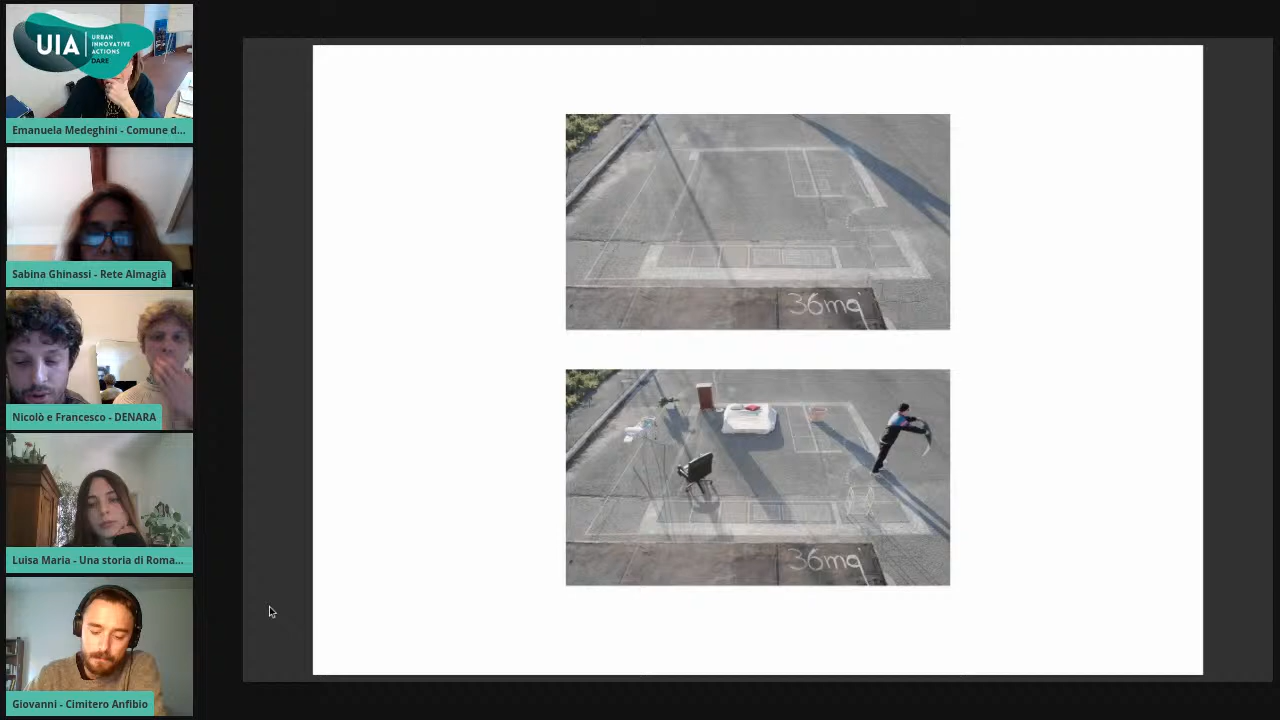 UIA
URBAN
INNOVATIVE
ACTIONS
DARE
Emanuela Medeghini - Comune d...
Sabina Ghinassi - Rete Almagià
Nicolò e Francesco - DENARA
Luisa Maria - Una storia di Roma...
Giovanni - Cimitero Anfibio
36mq
36mq